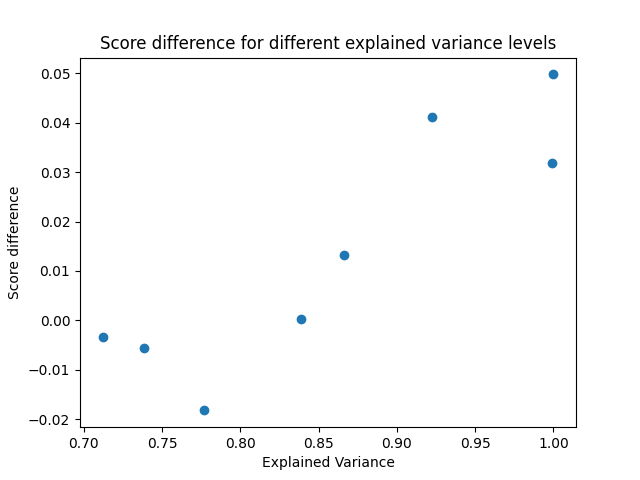 Score difference for different explained variance levels
0.05
0.04
0.03
0.02
0.01
0.00
−0.01
−0.02
Score difference
0.70 0.75 0.80 0.85 0.90 0.95 1.00
Explained Variance